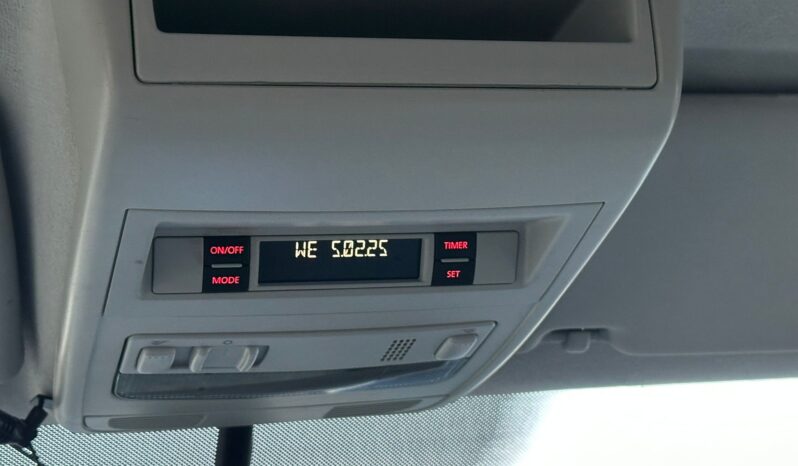 ON/OFF
MODE
WE 5.02.25
TIMER
SET